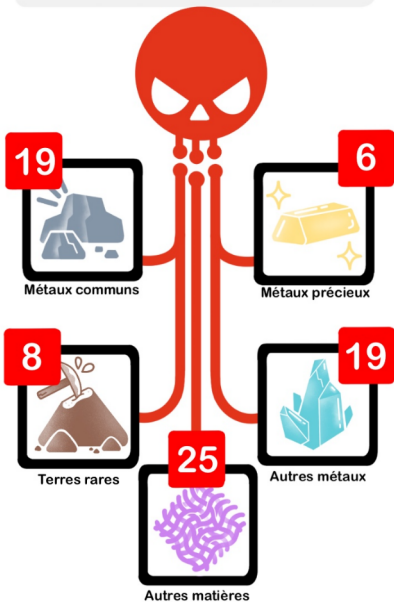 19
Métaux communs
6
Métaux précieux
8
Terres rares
19
Autres métaux
25
Autres matières